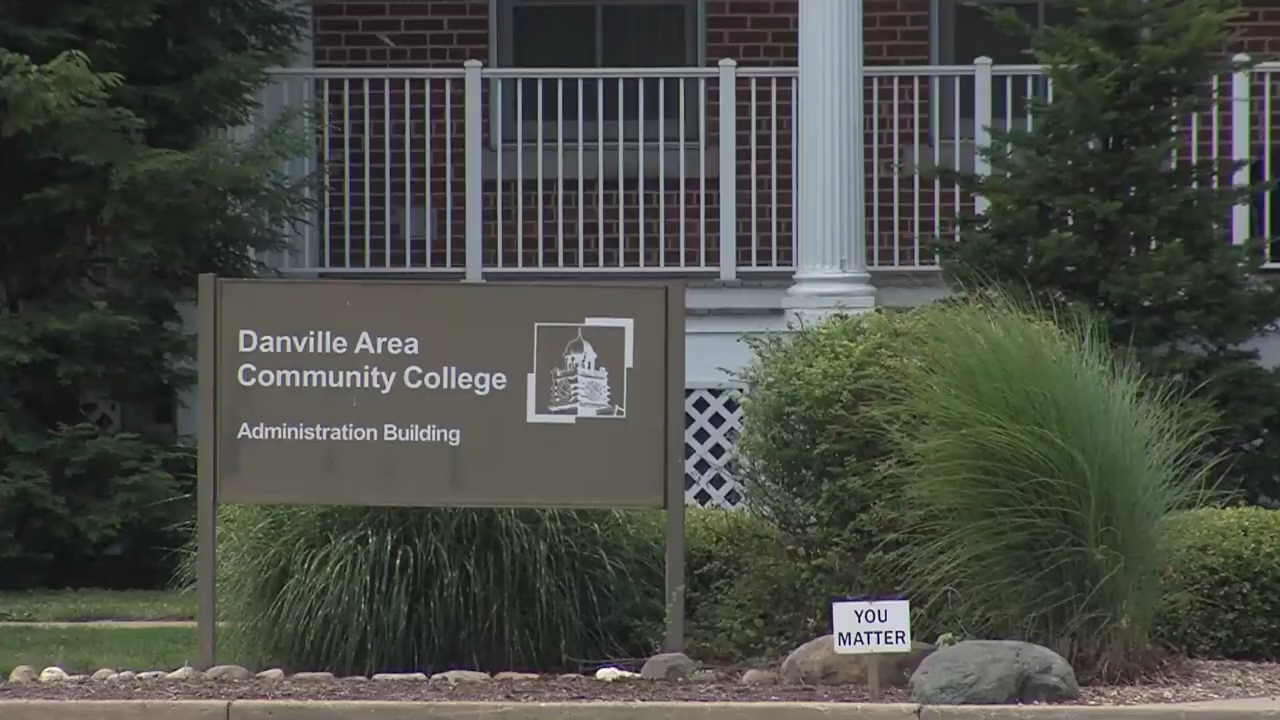 Danville Area
Community College
Administration Building
YOU
MATTER